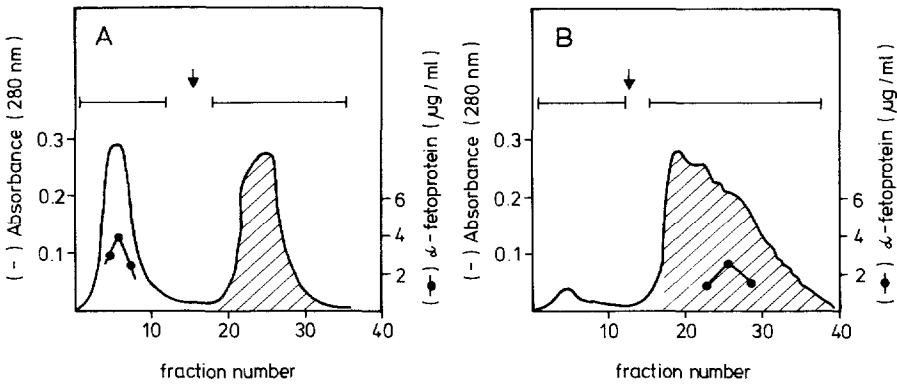 A
(-) Absorbance (280 nm)
0.3
0.2
0.1
6
4
2
(-●) α-fetoprotein (µg/ml)
10
20
30
40
fraction number
B
(-) Absorbance (280 nm)
0.3
0.2
0.1
6
4
2
(-●) α-fetoprotein (µg/ml)
10
20
30
40
fraction number